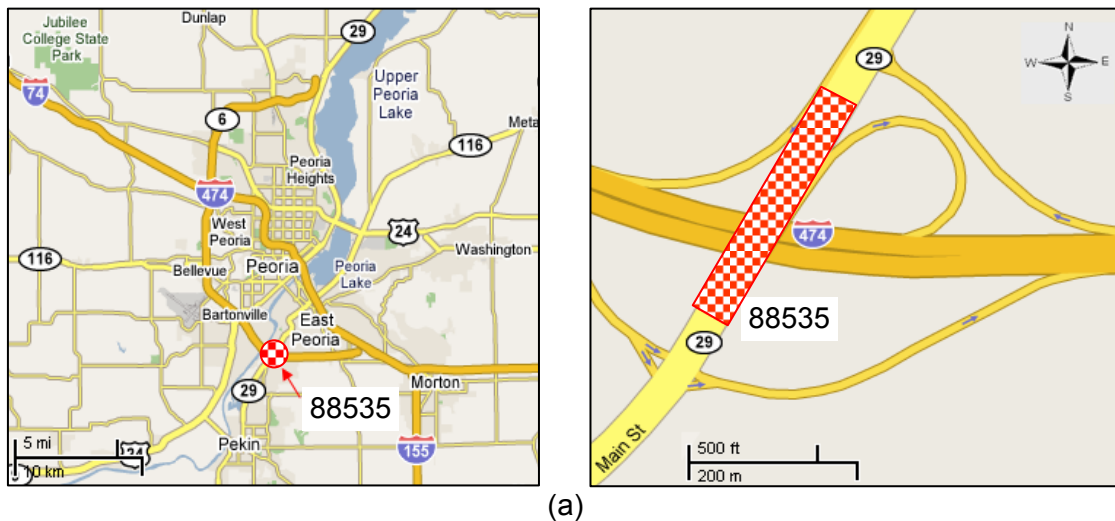 Jubilee
College State
Park
Dunlap
29
74
6
Upper
Peoria
Lake
116
Meta
Peoria
Heights
474
West
Peoria
24
Washington
116
Bellevue
Peoria
Peoria
Lake
Bartonville
East
Peoria
Morton
29
88535
5 mi
10 km
24
Pekin
155
N
W
E
S
29
474
88535
29
Main St
500 ft
200 m
(a)